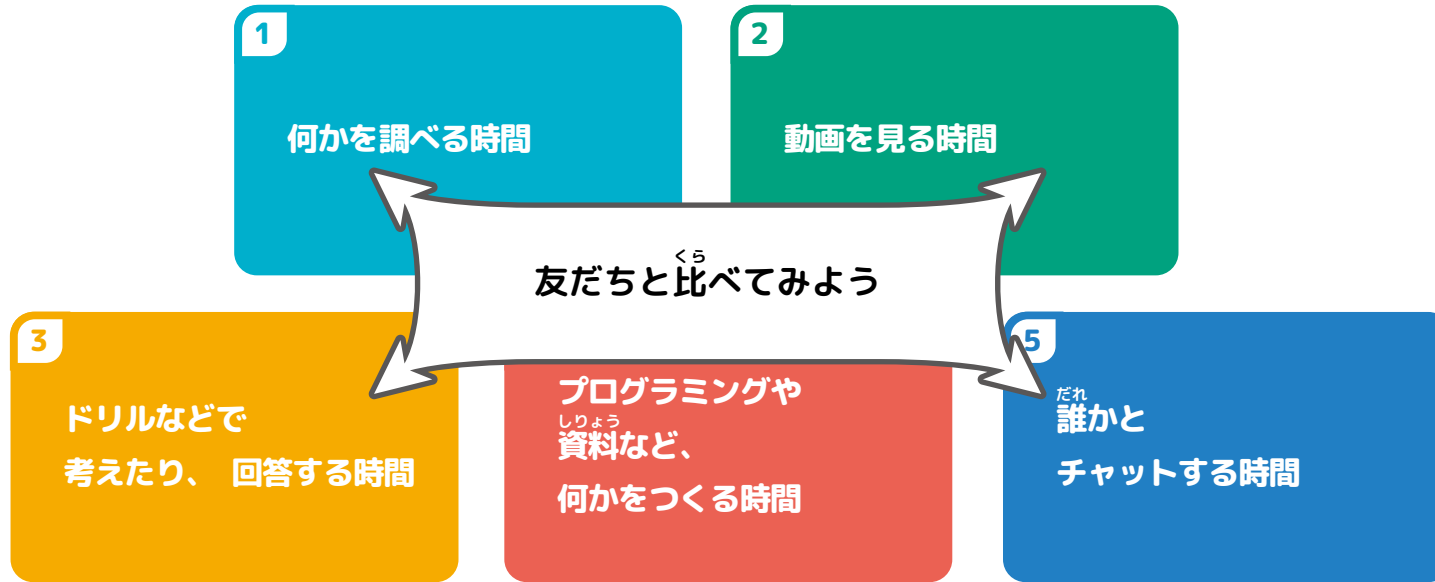 1
何かを調べる時間
2
動画を見る時間
くら
友だちと比べてみよう
3
ドリルなどで
考えたり、 回答する時間
プログラミングや
しりょう
資料など、
何かをつくる時間
5
だれ
誰かと
チャットする時間